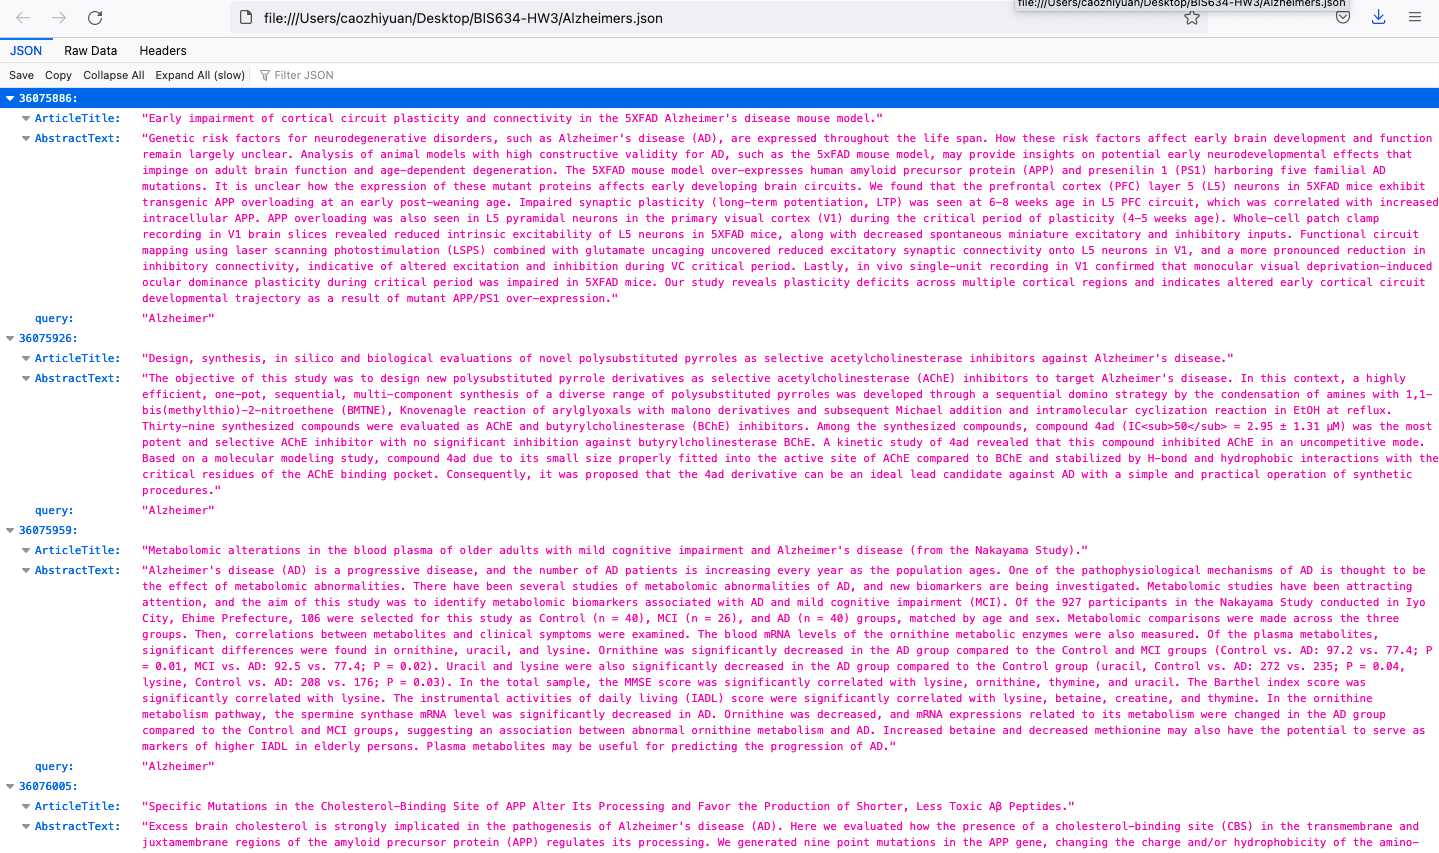 file:///Users/caozhiyuan/Desktop/BIS634-HW3/Alzheimers.json
file:///Users/caozhiyuan/Desktop/BIS634-HW3/Alzheimers.json
JSON Raw Data Headers
Save Copy Collapse All Expand All (slow) Filter JSON
36075886:
ArticleTitle: "Early impairment of cortical circuit plasticity and connectivity in the 5XFAD Alzheimer's disease mouse model."
AbstractText: "Genetic risk factors for neurodegenerative disorders, such as Alzheimer's disease (AD), are expressed throughout the life span. How these risk factors affect early brain development and function
remain largely unclear. Analysis of animal models with high constructive validity for AD, such as the 5xFAD mouse model, may provide insights on potential early neurodevelopmental effects that
impinge on adult brain function and age-dependent degeneration. The 5XFAD mouse model over-expresses human amyloid precursor protein (APP) and presenilin 1 (PS1) harboring five familial AD
mutations. It is unclear how the expression of these mutant proteins affects early developing brain circuits. We found that the prefrontal cortex (PFC) layer 5 (L5) neurons in 5XFAD mice exhibit
transgenic APP overloading at an early post-weaning age. Impaired synaptic plasticity (long-term potentiation, LTP) was seen at 6-8 weeks age in L5 PFC circuit, which was correlated with increased
intracellular APP. APP overloading was also seen in L5 pyramidal neurons in the primary visual cortex (V1) during the critical period of plasticity (4-5 weeks age). Whole-cell patch clamp
recording in V1 brain slices revealed reduced intrinsic excitability of L5 neurons in 5XFAD mice, along with decreased spontaneous miniature excitatory and inhibitory inputs. Functional circuit
mapping using laser scanning photostimulation (LSPS) combined with glutamate uncaging uncovered reduced excitatory synaptic connectivity onto L5 neurons in V1, and a more pronounced reduction in
inhibitory connectivity, indicative of altered excitation and inhibition during VC critical period. Lastly, in vivo single-unit recording in V1 confirmed that monocular visual deprivation-induced
ocular dominance plasticity during critical period was impaired in 5XFAD mice. Our study reveals plasticity deficits across multiple cortical regions and indicates altered early cortical circuit
developmental trajectory as a result of mutant APP/PS1 over-expression."
query: "Alzheimer"
36075926:
ArticleTitle: "Design, synthesis, in silico and biological evaluations of novel polysubstituted pyrroles as selective acetylcholinesterase inhibitors against Alzheimer's disease."
AbstractText: "The objective of this study was to design new polysubstituted pyrrole derivatives as selective acetylcholinesterase (AChE) inhibitors to target Alzheimer's disease. In this context, a highly
efficient, one-pot, sequential, multi-component synthesis of a diverse range of polysubstituted pyrroles was developed through a sequential domino strategy by the condensation of amines with 1,1-
bis(methylthio)-2-nitroethene (BMTNE), Knovenagle reaction of arylglyoxals with malono derivatives and subsequent Michael addition and intramolecular cyclization reaction in EtOH at reflux.
Thirty-nine synthesized compounds were evaluated as AChE and butyrylcholinesterase (BChE) inhibitors. Among the synthesized compounds, compound 4ad (IC<sub>50</sub> = 2.95 ± 1.31 μM) was the most
potent and selective AChE inhibitor with no significant inhibition against butyrylcholinesterase BChE. A kinetic study of 4ad revealed that this compound inhibited AChE in an uncompetitive mode.
Based on a molecular modeling study, compound 4ad due to its small size properly fitted into the active site of AChE compared to BChE and stabilized by H-bond and hydrophobic interactions with the
critical residues of the AChE binding pocket. Consequently, it was proposed that the 4ad derivative can be an ideal lead candidate against AD with a simple and practical operation of synthetic
procedures."
query: "Alzheimer"
36075959:
ArticleTitle: "Metabolomic alterations in the blood plasma of older adults with mild cognitive impairment and Alzheimer's disease (from the Nakayama Study)."
AbstractText: "Alzheimer's disease (AD) is a progressive disease, and the number of AD patients is increasing every year as the population ages. One of the pathophysiological mechanisms of AD is thought to be
the effect of metabolomic abnormalities. There have been several studies of metabolomic abnormalities of AD, and new biomarkers are being investigated. Metabolomic studies have been attracting
attention, and the aim of this study was to identify metabolomic biomarkers associated with AD and mild cognitive impairment (MCI). Of the 927 participants in the Nakayama Study conducted in Iyo
City, Ehime Prefecture, 106 were selected for this study as Control (n = 40), MCI (n = 26), and AD (n = 40) groups, matched by age and sex. Metabolomic comparisons were made across the three
groups. Then, correlations between metabolites and clinical symptoms were examined. The blood mRNA levels of the ornithine metabolic enzymes were also measured. Of the plasma metabolites,
significant differences were found in ornithine, uracil, and lysine. Ornithine was significantly decreased in the AD group compared to the Control and MCI groups (Control vs. AD: 97.2 vs. 77.4; P
= 0.01, MCI vs. AD: 92.5 vs. 77.4; P = 0.02). Uracil and lysine were also significantly decreased in the AD group compared to the Control group (uracil, Control vs. AD: 272 vs. 235; P = 0.04,
lysine, Control vs. AD: 208 vs. 176; P = 0.03). In the total sample, the MMSE score was significantly correlated with lysine, ornithine, thymine, and uracil. The Barthel index score was
significantly correlated with lysine. The instrumental activities of daily living (IADL) score were significantly correlated with lysine, betaine, creatine, and thymine. In the ornithine
metabolism pathway, the spermine synthase mRNA level was significantly decreased in AD. Ornithine was decreased, and mRNA expressions related to its metabolism were changed in the AD group
compared to the Control and MCI groups, suggesting an association between abnormal ornithine metabolism and AD. Increased betaine and decreased methionine may also have the potential to serve as
markers of higher IADL in elderly persons. Plasma metabolites may be useful for predicting the progression of AD."
query: "Alzheimer"
36076005:
ArticleTitle: "Specific Mutations in the Cholesterol-Binding Site of APP Alter Its Processing and Favor the Production of Shorter, Less Toxic Aβ Peptides."
AbstractText: "Excess brain cholesterol is strongly implicated in the pathogenesis of Alzheimer's disease (AD). Here we evaluated how the presence of a cholesterol-binding site (CBS) in the transmembrane and
juxtamembrane regions of the amyloid precursor protein (APP) regulates its processing. We generated nine point mutations in the APP gene, changing the charge and/or hydrophobicity of the amino-